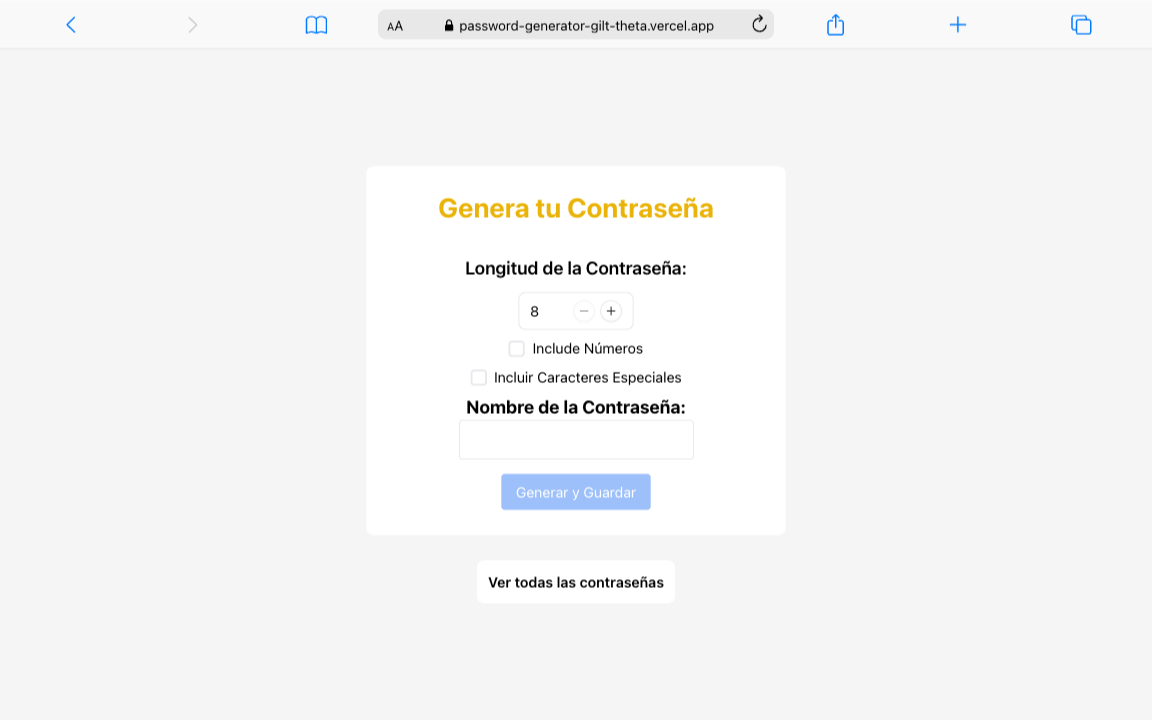 AA password-generator-gilt-theta.vercel.app
Genera tu Contraseña
Longitud de la Contraseña:
8
Include Números
Incluir Caracteres Especiales
Nombre de la Contraseña:
Generar y Guardar
Ver todas las contraseñas